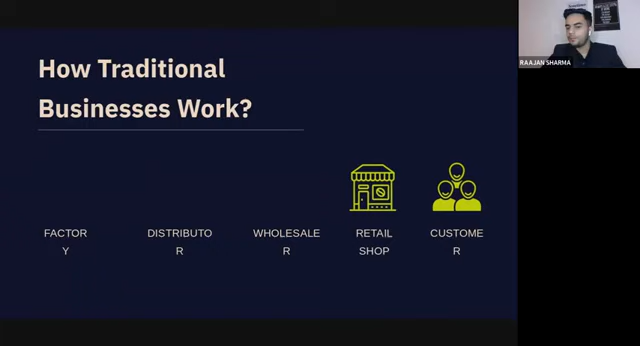 How Traditional
Businesses Work?
FACTOR
Y
DISTRIBUTO
R
WHOLESALE
R
RETAIL
SHOP
CUSTOME
R
RAAJAN SHARMA